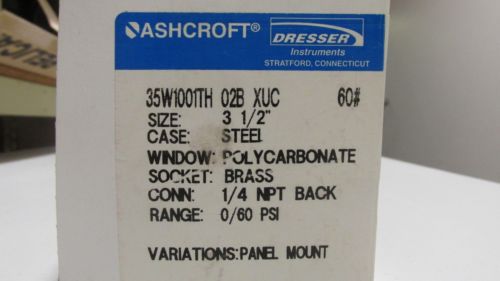 ASHCROFT®
DRESSER
Instruments
STRATFORD, CONNECTICUT
35W1001TH 02B XUC 60#
SIZE: 3 1/2"
CASE: STEEL
WINDOW: POLYCARBONATE
SOCKET: BRASS
CONN: 1/4 NPT BACK
RANGE: 0/60 PSI
VARIATIONS:PANEL MOUNT